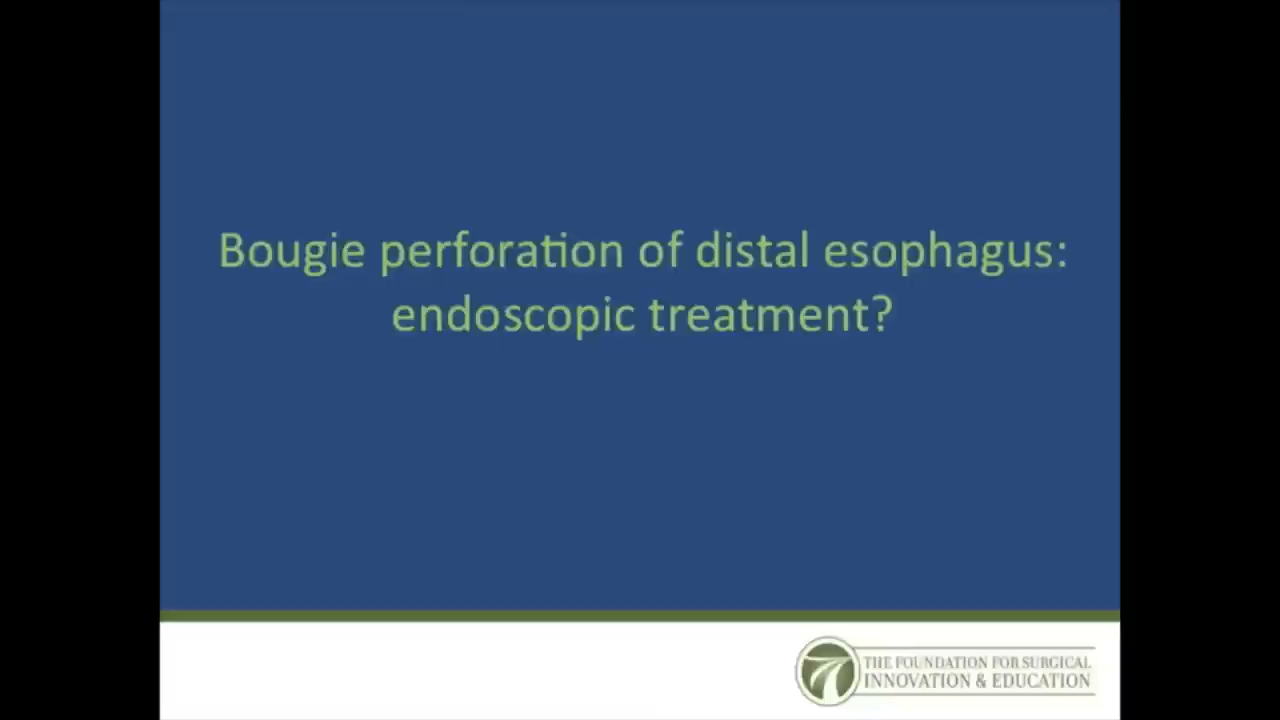 Bougie perforation of distal esophagus:
endoscopic treatment?
THE FOUNDATION FOR SURGICAL
INNOVATION & EDUCATION